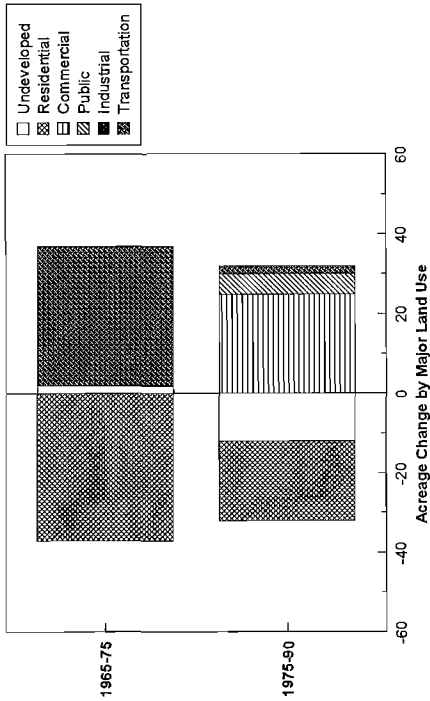 Undeveloped
Residential
Commercial
Public
Industrial
Transportation
1965-75
1975-90
-60
-40
-20
0
20
40
60
Acreage Change by Major Land Use